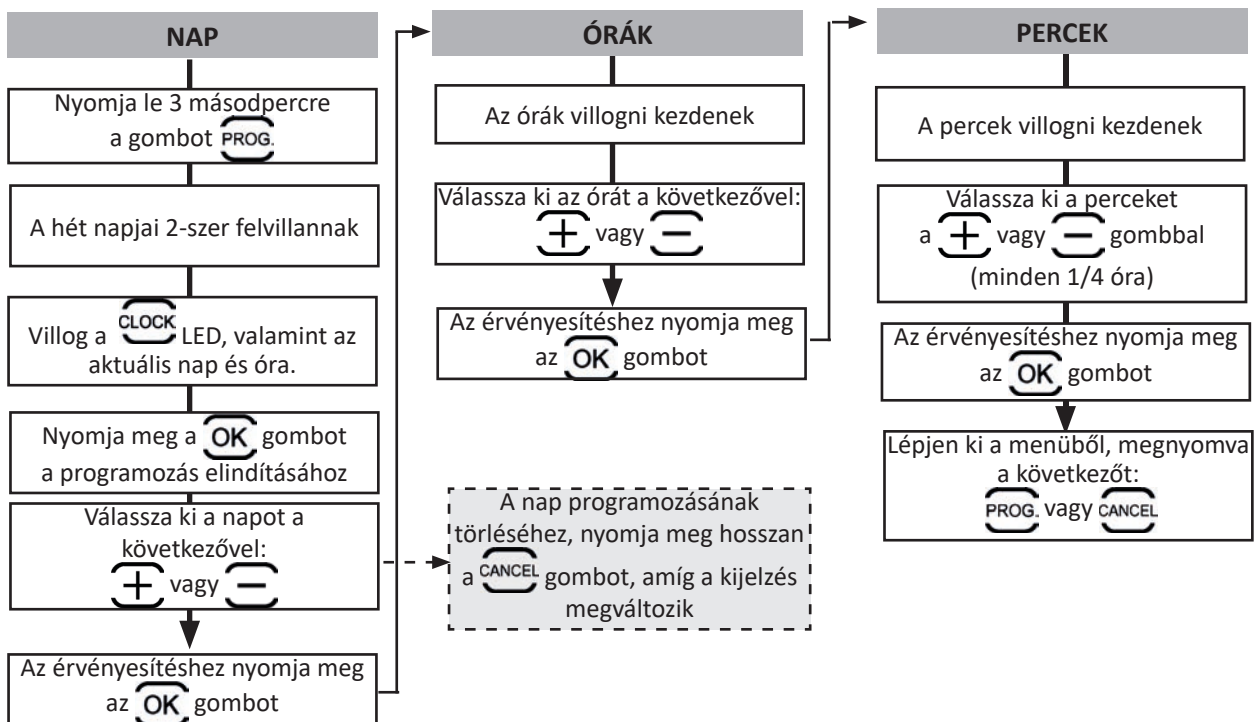 NAP
Nyomja le 3 másodpercre
a gombot PROG.
A hét napjai 2-szer felvillannak
Villog a CLOCK LED, valamint az
aktuális nap és óra.
Nyomja meg a OK gombot
a programozás elindításához
Válassza ki a napot a
következővel:
+ vagy −
Az érvényesítéshez nyomja meg
az OK gombot
A nap programozásának
törléséhez, nyomja meg hosszan
a CANCEL gombot, amíg a kijelzés
megváltozik
ÓRÁK
Az órák villogni kezdenek
Válassza ki az órát a következővel:
+ vagy −
Az érvényesítéshez nyomja meg
az OK gombot
PERCEK
A percek villogni kezdenek
Válassza ki a perceket
a + vagy − gombbal
(minden 1/4 óra)
Az érvényesítéshez nyomja meg
az OK gombot
Lépjen ki a menüből, megnyomva
a következőt:
PROG. vagy CANCEL